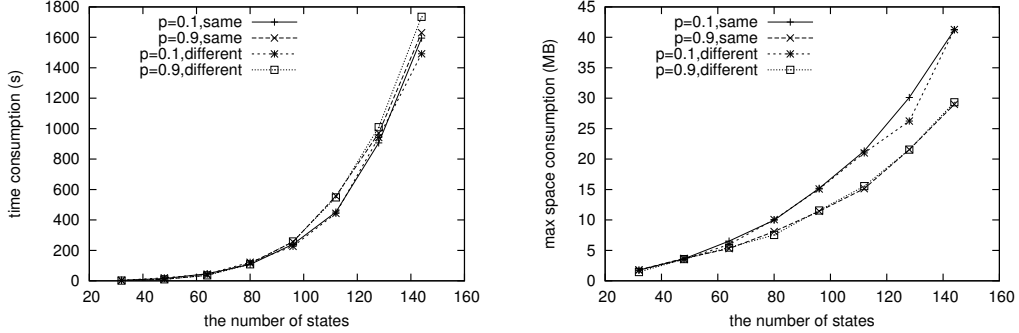 time consumption (s)
1800
1600
1400
1200
1000
800
600
400
200
0
p=0.1,same
p=0.9,same
p=0.1,different
p=0.9,different
20 40 60 80 100 120 140 160
the number of states
max space consumption (MB)
45
40
35
30
25
20
15
10
5
0
p=0.1,same
p=0.9,same
p=0.1,different
p=0.9,different
20 40 60 80 100 120 140 160
the number of states